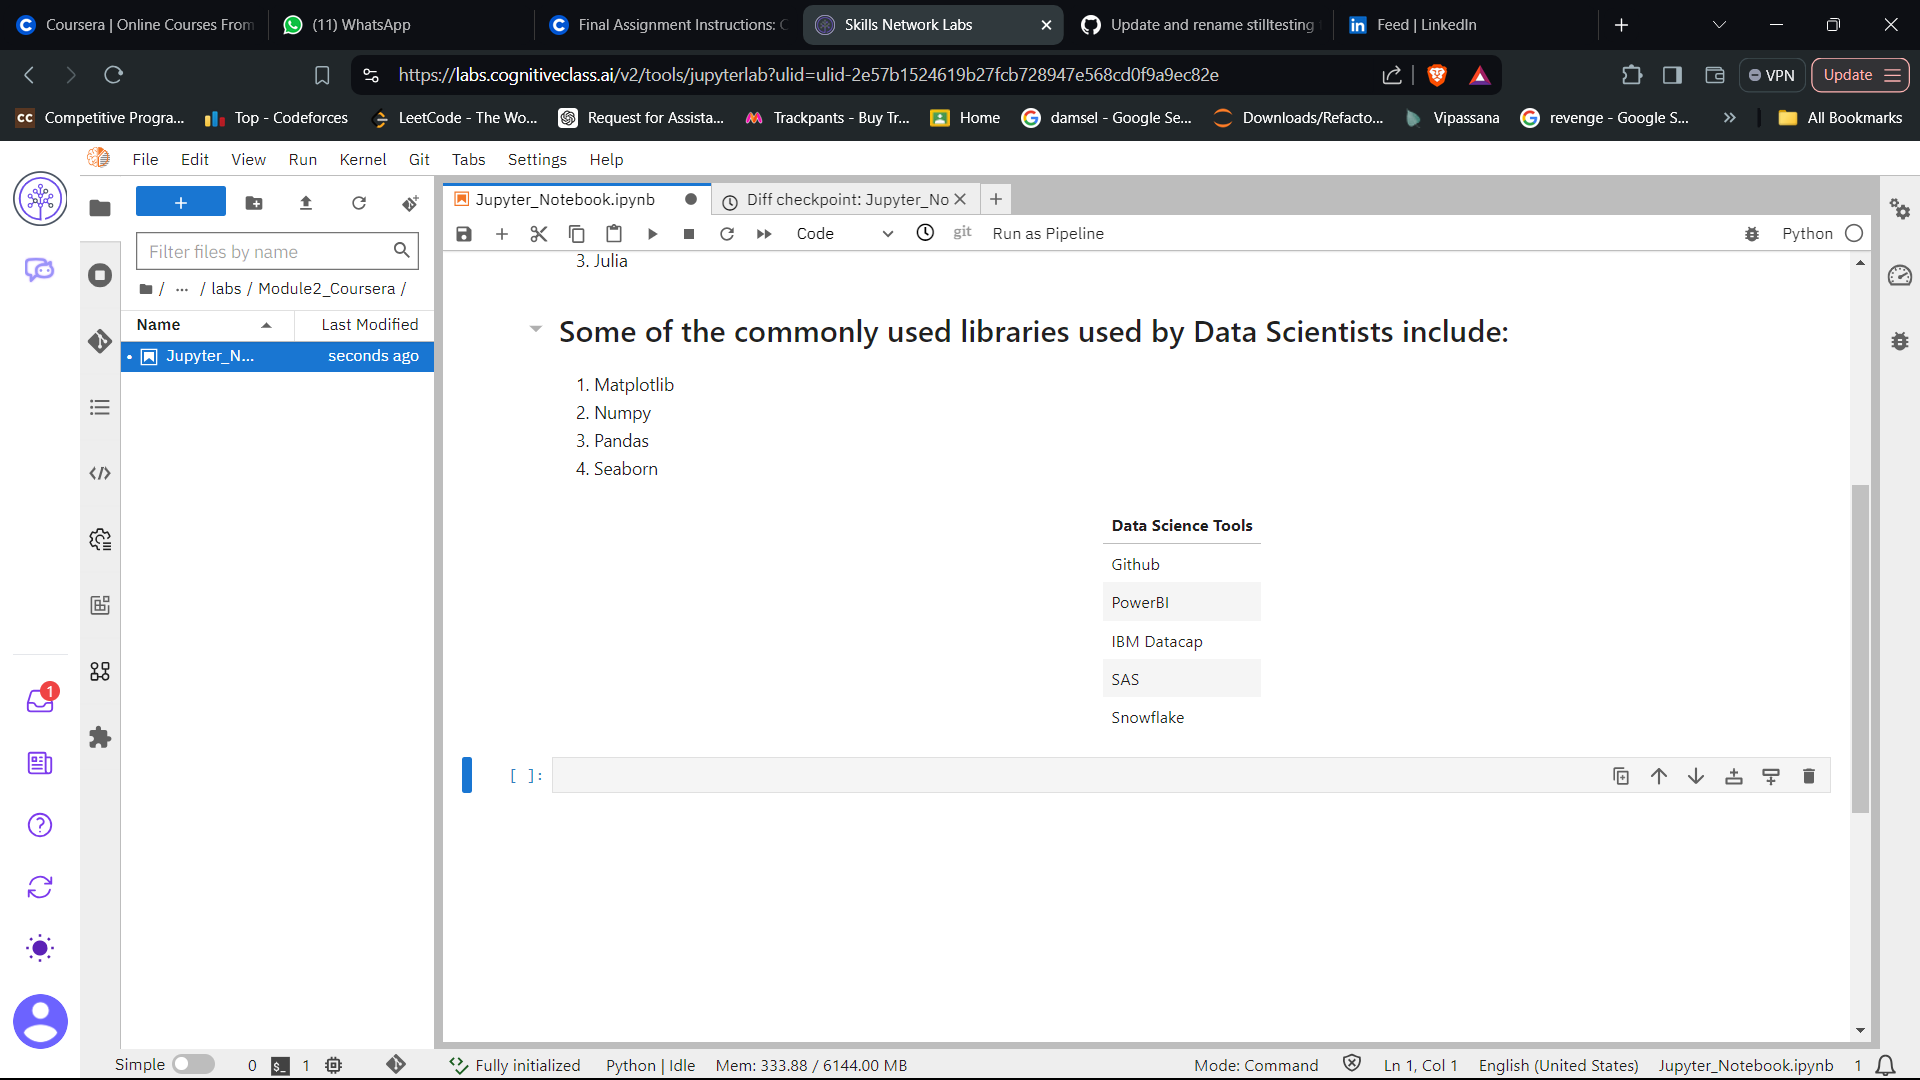 Coursera | Online Courses From
(11) WhatsApp
Final Assignment Instructions: C
Skills Network Labs
Update and rename stilltesting
Feed | LinkedIn
https://labs.cognitiveclass.ai/v2/tools/jupyterlab?ulid=ulid-2e57b1524619b27fcb728947e568cd0f9a9ec82e
VPN
Update
CC Competitive Progra...
Top - Codeforces
LeetCode - The Wo...
Request for Assista...
Trackpants - Buy Tr...
Home
damsel - Google Se...
Downloads/Refacto...
Vipassana
revenge - Google S...
All Bookmarks
File Edit View Run Kernel Git Tabs Settings Help
Jupyter_Notebook.ipynb
Diff checkpoint: Jupyter_No
Code
git
Run as Pipeline
Python
Filter files by name
/ ... / labs / Module2_Coursera /
Name Last Modified
Jupyter_N... seconds ago
3. Julia
Some of the commonly used libraries used by Data Scientists include:
1. Matplotlib
2. Numpy
3. Pandas
4. Seaborn
Data Science Tools
Github
PowerBI
IBM Datacap
SAS
Snowflake
[ ]:
1
Simple
0
1
Fully initialized
Python | Idle
Mem: 333.88 / 6144.00 MB
Mode: Command
Ln 1, Col 1
English (United States)
Jupyter_Notebook.ipynb
1